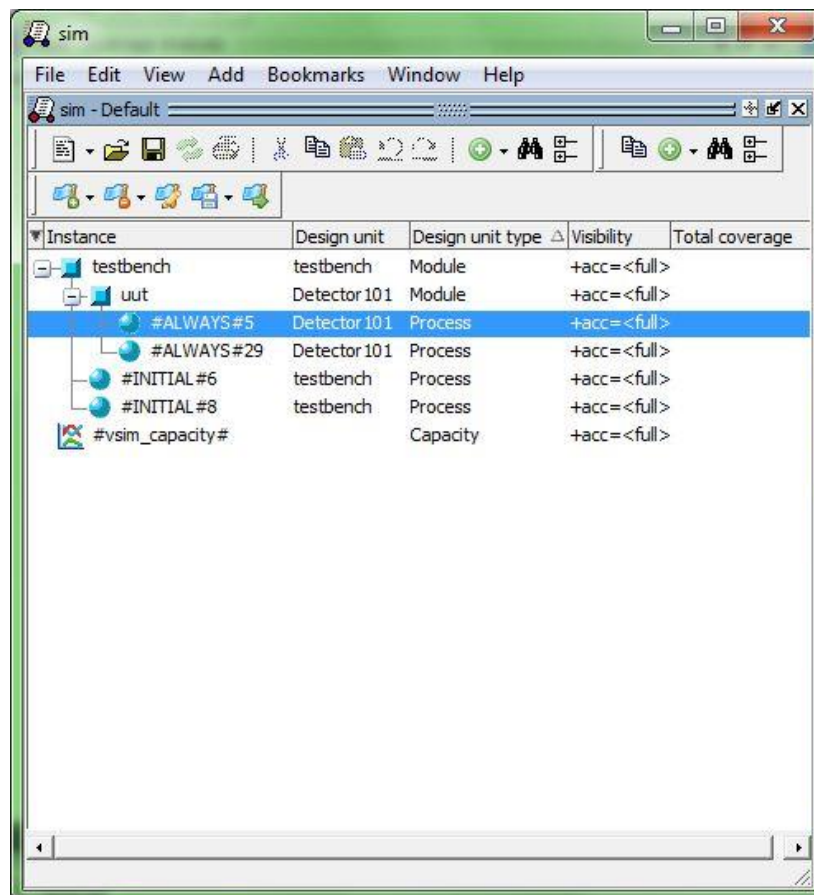 sim
File Edit View Add Bookmarks Window Help
sim - Default
Instance Design unit Design unit type Visibility Total coverage
testbench testbench Module +acc=<full>
uut Detector101 Module +acc=<full>
#ALWAYS#5 Detector101 Process +acc=<full>
#ALWAYS#29 Detector101 Process +acc=<full>
#INITIAL#6 testbench Process +acc=<full>
#INITIAL#8 testbench Process +acc=<full>
#vsim_capacity# Capacity +acc=<full>